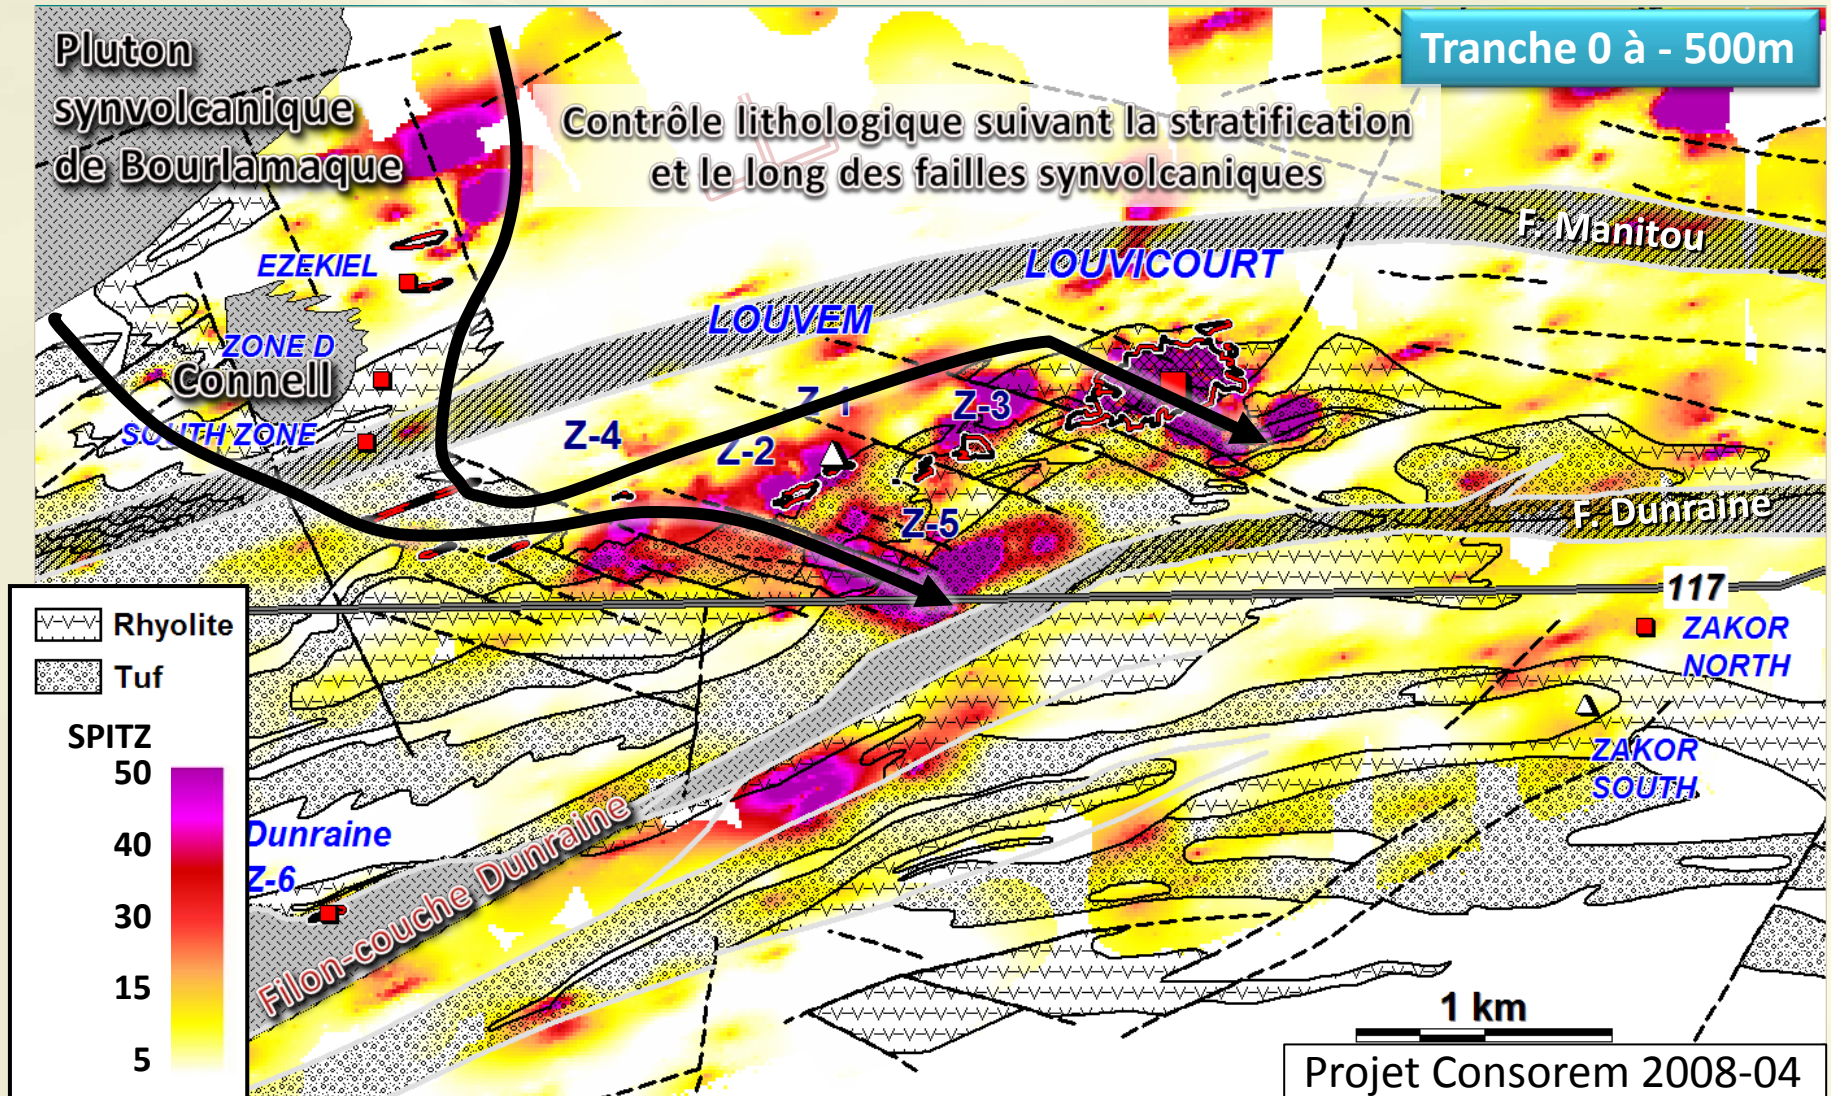 Tranche 0 à - 500m
Pluton
synvolcanique
de Bourlamaque
Contrôle lithologique suivant la stratification
et le long des failles synvolcaniques
F. Manitou
EZEKIEL
LOUVICOURT
LOUVEM
ZONE D
Connell
SOUTH ZONE
Z-1
Z-3
Z-4
Z-2
Z-5
F. Dunraine
117
ZAKOR
NORTH
ZAKOR
SOUTH
Rhyolite
Tuf
SPITZ
50
40
30
15
5
Dunraine
Z-6
Filon-couche Dunraine
1 km
Projet Consorem 2008-04